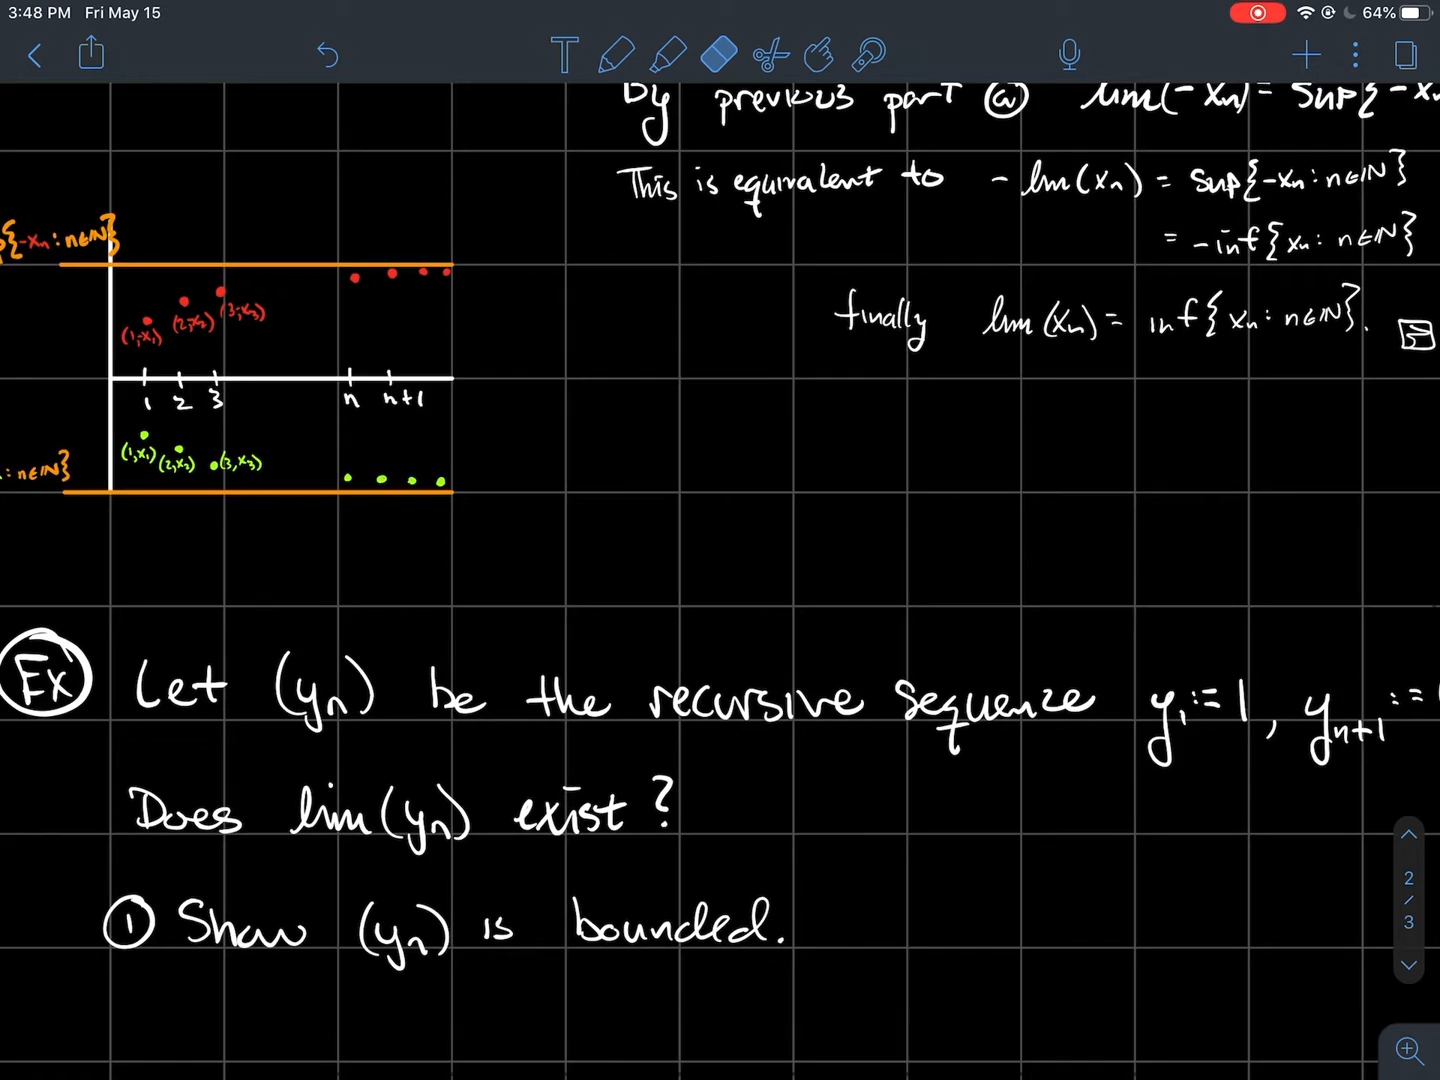 3:48 PM Fri May 15
64%
By previous part ⓐ lim(-xₙ) = sup{-x
This is equivalent to - lim(xₙ) = sup{-xₙ : n∈ℕ}
= -inf{xₙ : n∈ℕ}
finally lim(xₙ) = inf{xₙ : n∈ℕ}.
{-xₙ : n∈ℕ}
(1,-x₁) (2,-x₂) (3,-x₃)
1 2 3 n n+1
(1,x₁) (2,x₂) (3,x₃)
: n∈ℕ}
Ex Let (yₙ) be the recursive sequence y₁ := 1, yₙ₊₁ :=
Does lim(yₙ) exist?
① Show (yₙ) is bounded.
2
/
3